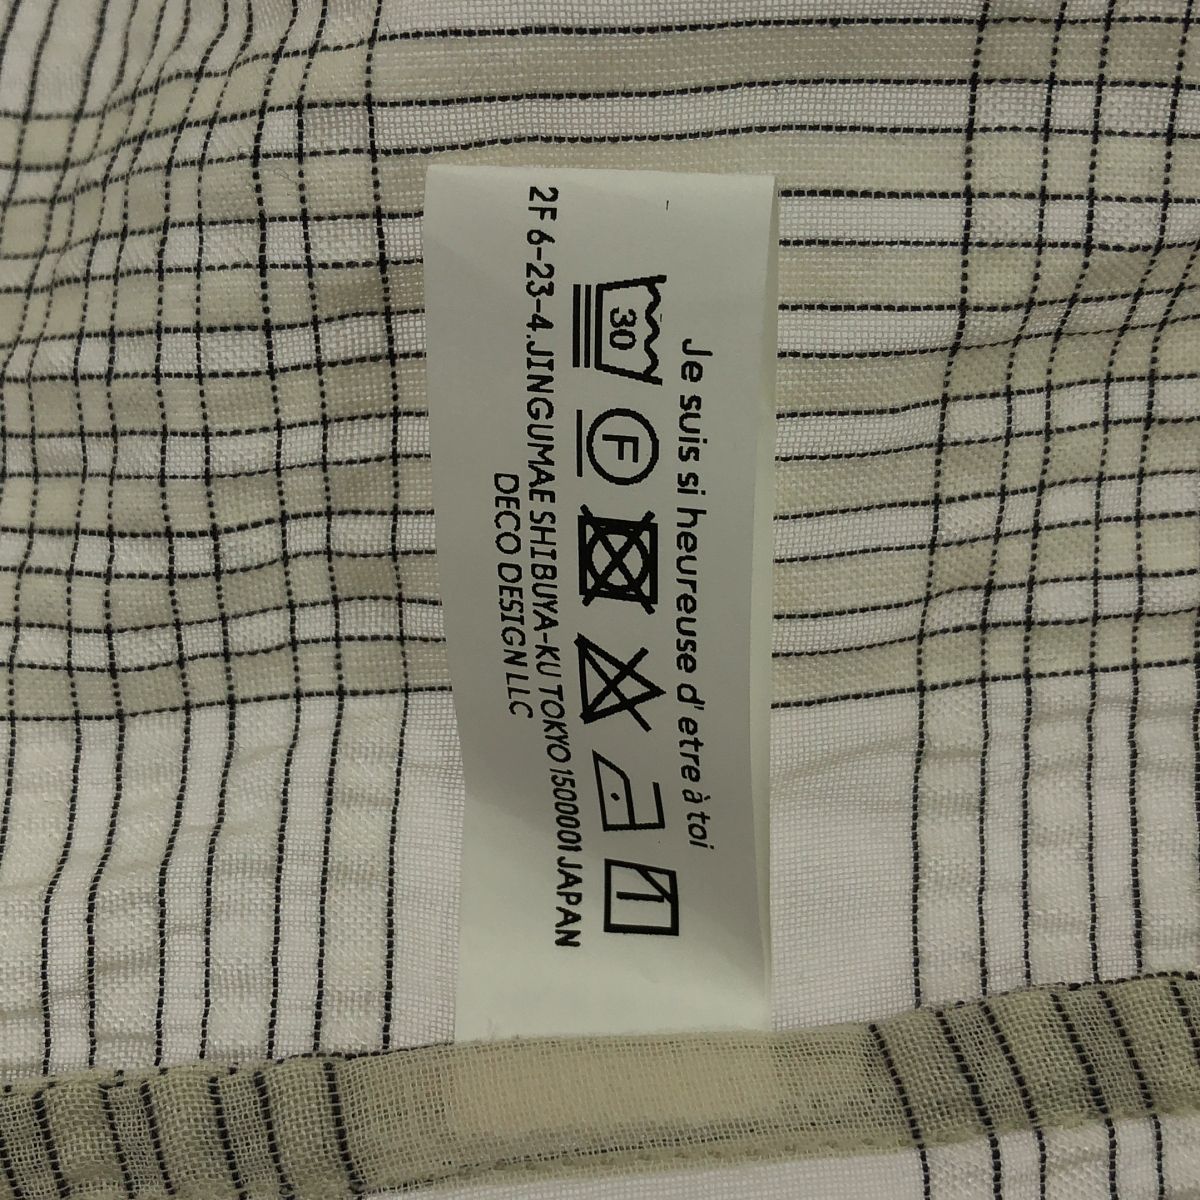 Je suis si heureuse d' etre à toi
30 F
2F 6-23-4.JINGUMAE SHIBUYA-KU TOKYO 1500001 JAPAN
DECO DESIGN LLC